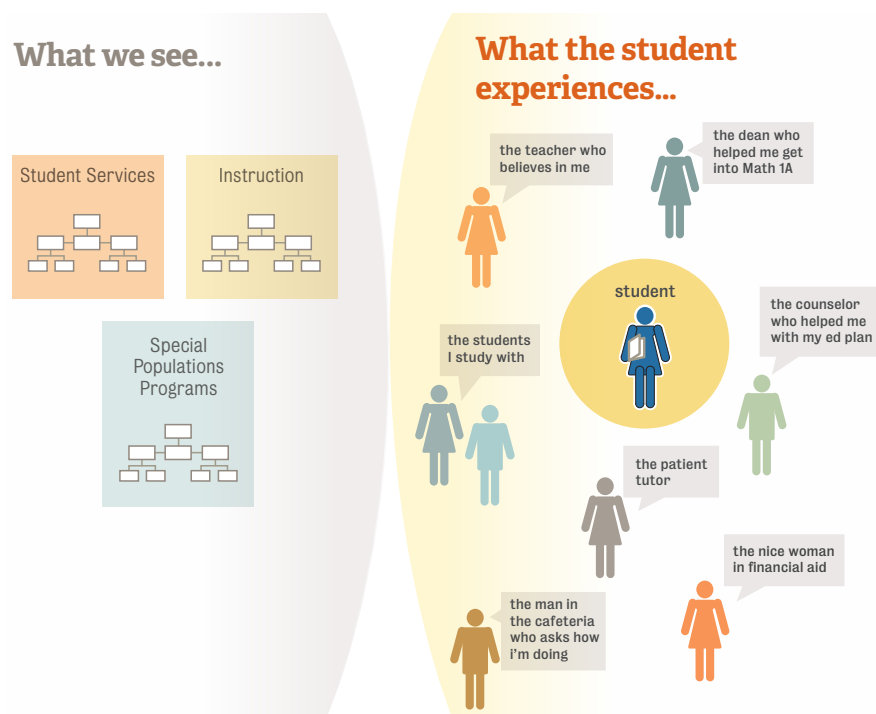 What we see...
Student Services
Instruction
Special
Populations
Programs
What the student
experiences...
the teacher who
believes in me
the dean who
helped me get
into Math 1A
student
the counselor
who helped me
with my ed plan
the students
I study with
the patient
tutor
the nice woman
in financial aid
the man in
the cafeteria
who asks how
i'm doing